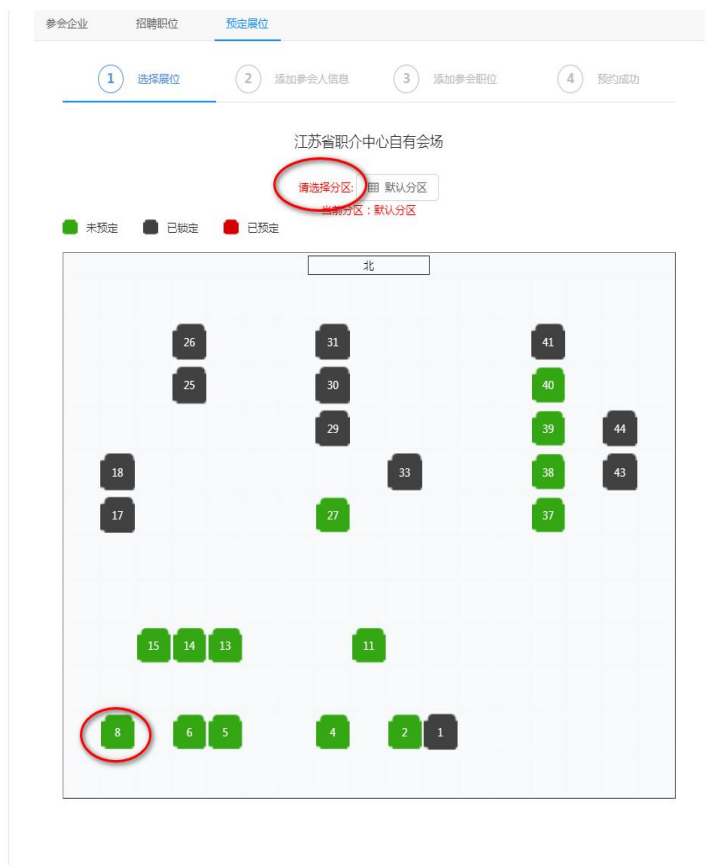 参会企业 招聘职位 预定展位
1 选择展位 2 添加参会人信息 3 添加参会职位 4 预约成功
江苏省职介中心自有会场
请选择分区: 默认分区
当前分区：默认分区
未预定 已锁定 已预定
北
26 31 41
25 30 40
29 39 44
18 33 38 43
17 27 37
15 14 13 11
8 6 5 4 2 1